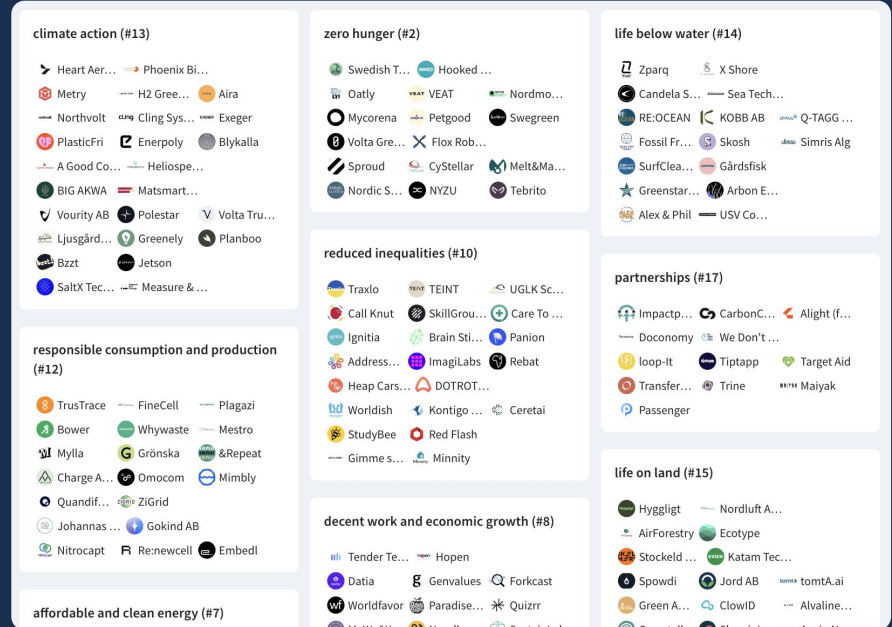 climate action (#13)
Heart Aer... Phoenix Bi...
Metry H2 Gree... Aira
Northvolt Cling Sys... Exeger
PlasticFri Enerpoly Blykalla
A Good Co... Heliospe...
BIG AKWA Matsmart...
Vourity AB Polestar Volta Tru...
Ljusgård... Greenely Planboo
Bzzt Jetson
SaltX Tec... Measure & ...
responsible consumption and production
(#12)
TrusTrace FineCell Plagazi
Bower Whywaste Mestro
Mylla Grönska &Repeat
Charge A... Omocom Mimbly
Quandif... ZiGrid
Johannas ... Gokind AB
Nitrocapt Re:newcell Embedl
affordable and clean energy (#7)
zero hunger (#2)
Swedish T... Hooked ...
Oatly VEAT Nordmo...
Mycorena Petgood Swegreen
Volta Gre... Flox Rob...
Sproud CyStellar Melt&Ma...
Nordic S... NYZU Tebrito
reduced inequalities (#10)
Traxlo TEINT UGLK Sc...
Call Knut SkillGrou... Care To ...
Ignitia Brain Sti... Panion
Address... ImagiLabs Rebat
Heap Cars... DOTROT...
Worldish Kontigo ... Ceretai
StudyBee Red Flash
Gimme s... Minnity
decent work and economic growth (#8)
Tender Te... Hopen
Datia Genvalues Forkcast
Worldfavor Paradise... Quizrr
life below water (#14)
Zparq X Shore
Candela S... Sea Tech...
RE:OCEAN KOBB AB Q-TAGG ...
Fossil Fr... Skosh Simris Alg
SurfClea... Gårdsfisk
Greenstar... Arbon E...
Alex & Phil USV Co...
partnerships (#17)
Impactp... CarbonC... Alight (f...
Doconomy We Don't ...
loop-It Tiptapp Target Aid
Transfer... Trine Maiyak
Passenger
life on land (#15)
Hyggligt Nordluft A...
AirForestry Ecotype
Stockeld ... Katam Tec...
Spowdi Jord AB tomtA.ai
Green A... ClowID Alvaline...